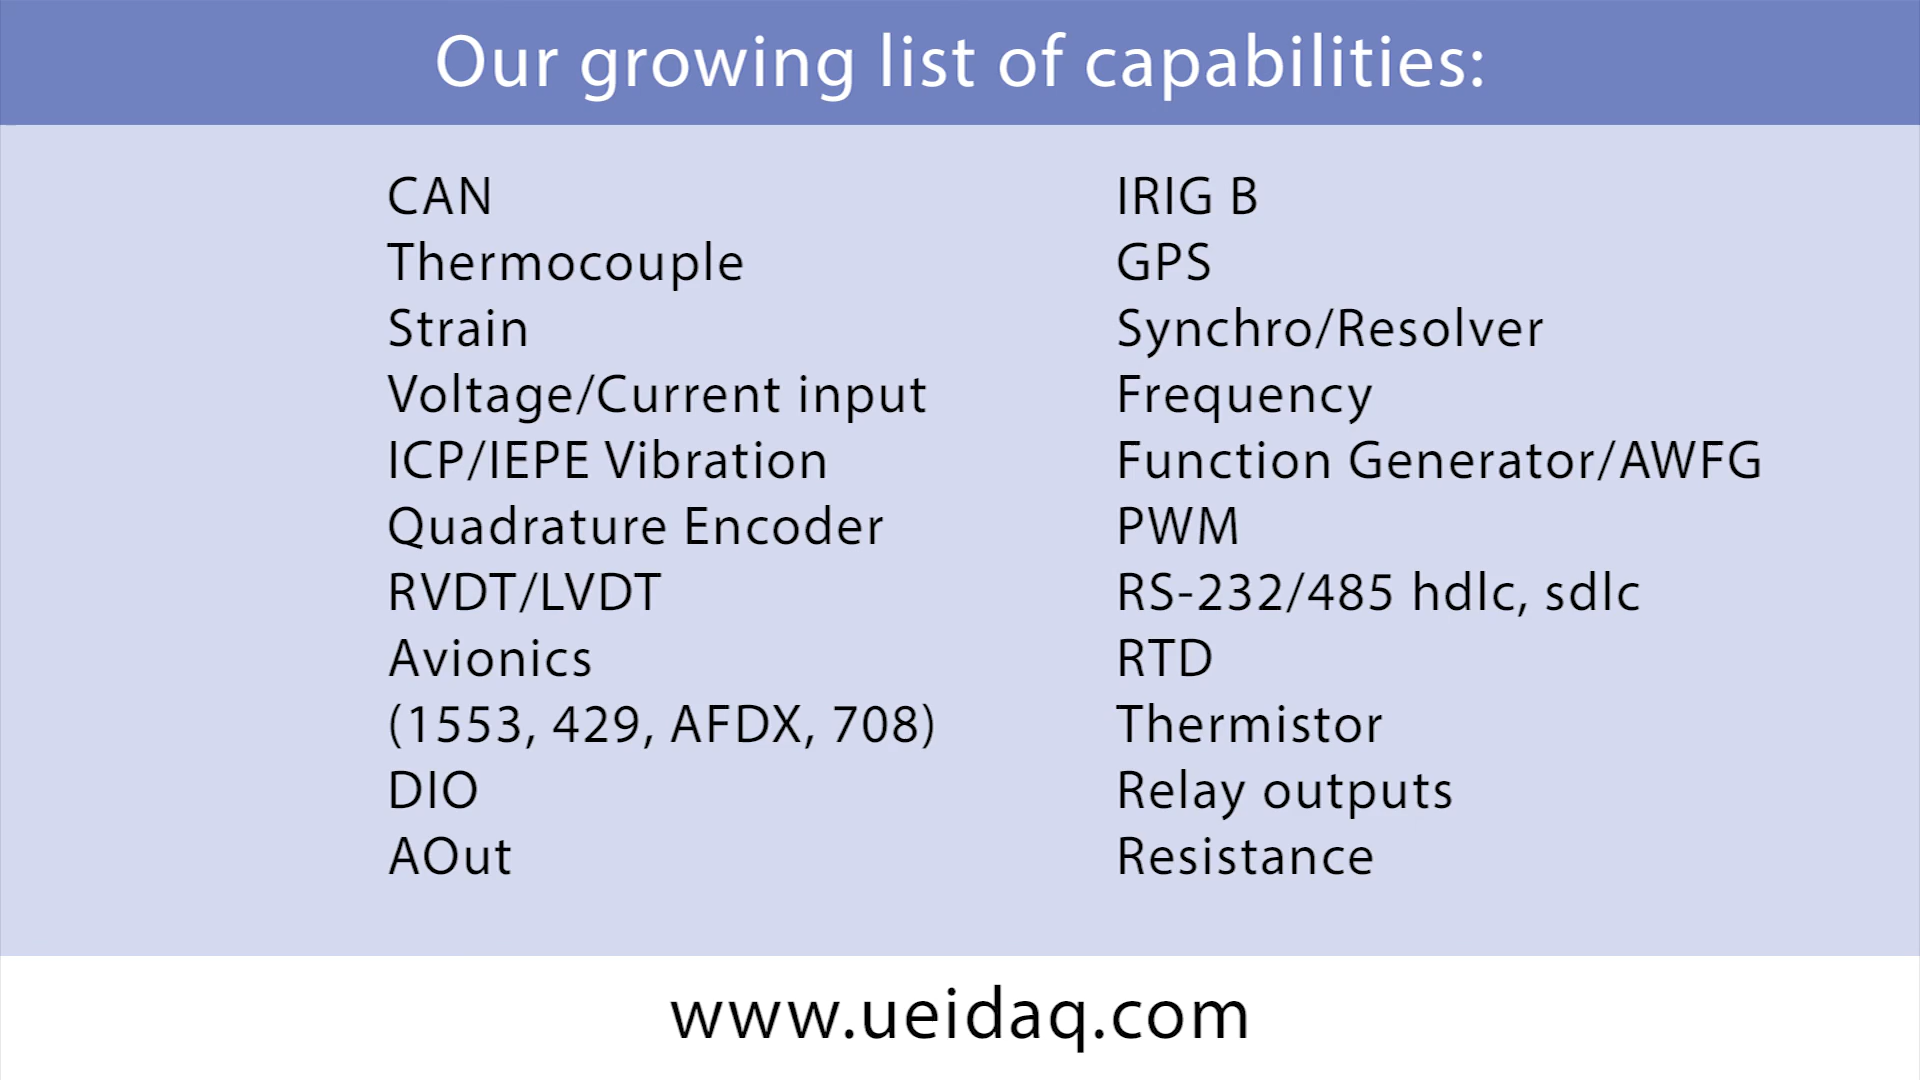 Our growing list of capabilities:
CAN
Thermocouple
Strain
Voltage/Current input
ICP/IEPE Vibration
Quadrature Encoder
RVDT/LVDT
Avionics
(1553, 429, AFDX, 708)
DIO
AOut
IRIG B
GPS
Synchro/Resolver
Frequency
Function Generator/AWFG
PWM
RS-232/485 hdlc, sdlc
RTD
Thermistor
Relay outputs
Resistance
www.ueidaq.com